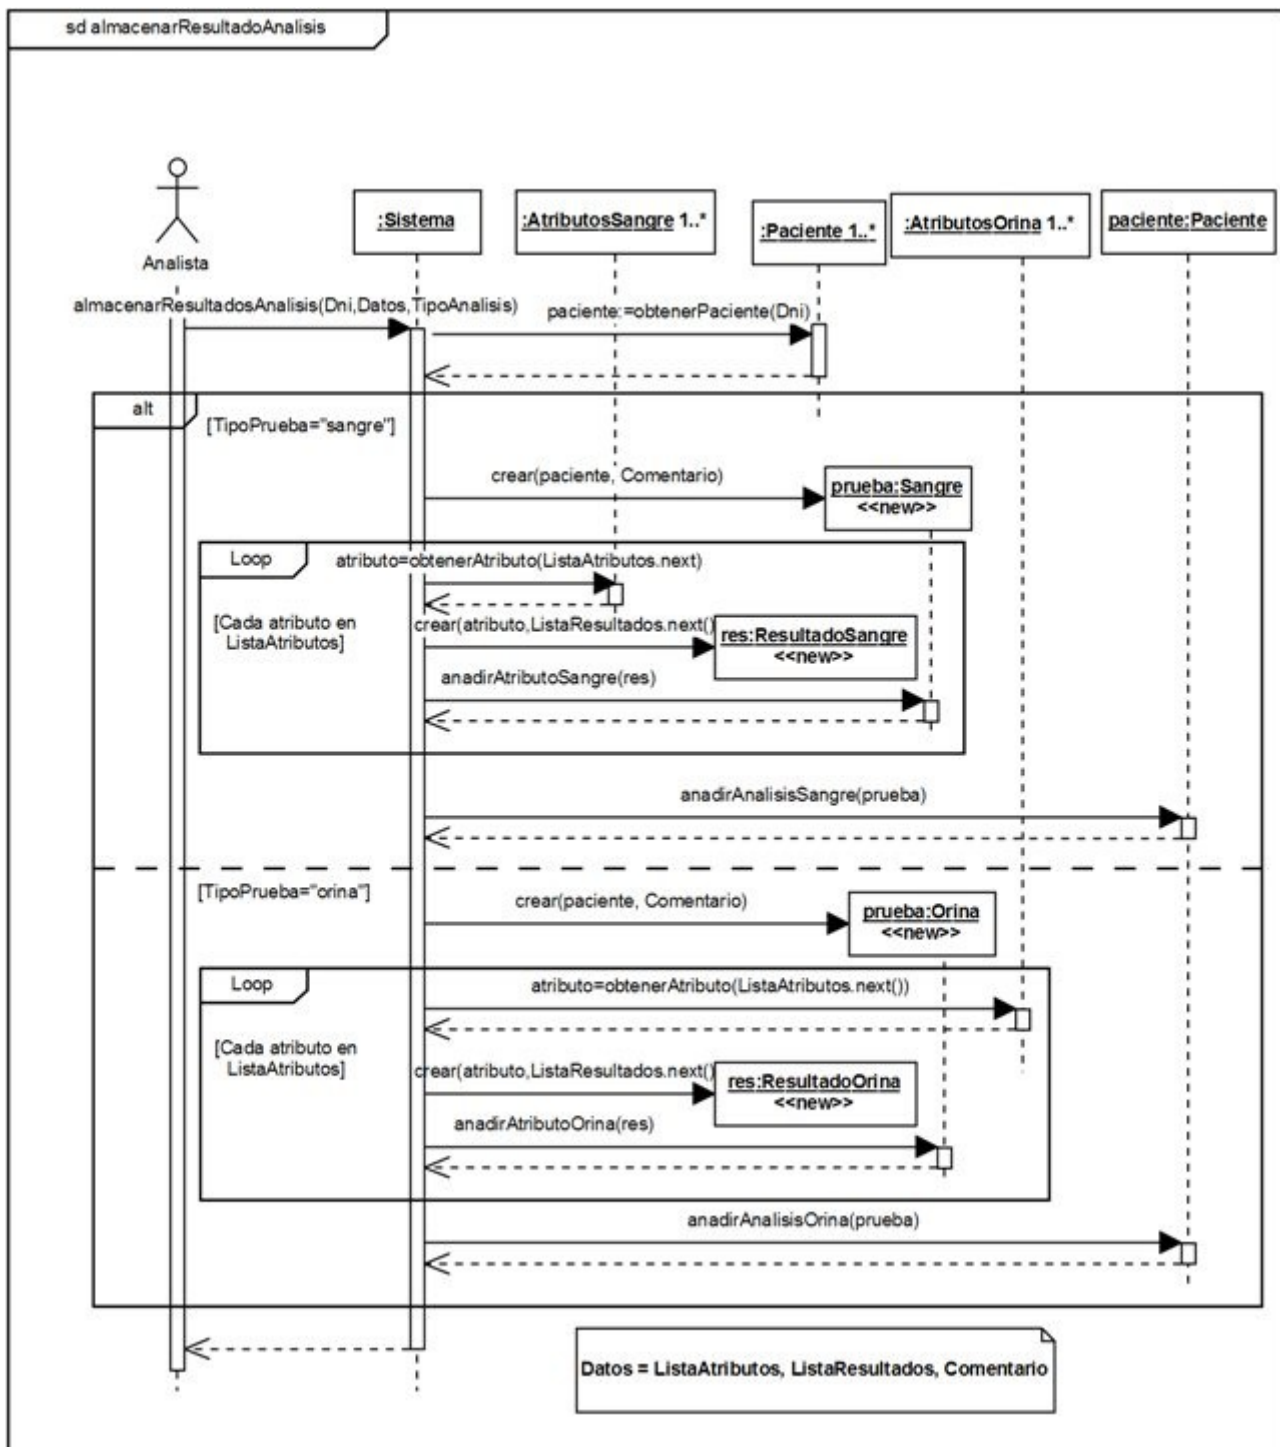 sd almacenarResultadoAnalisis
Analista
:Sistema
:AtributosSangre 1..*
:Paciente 1..*
:AtributosOrina 1..*
paciente:Paciente
almacenarResultadosAnalisis(Dni,Datos,TipoAnalisis)
paciente:=obtenerPaciente(Dni)
alt
[TipoPrueba="sangre"]
crear(paciente, Comentario)
prueba:Sangre
<<new>>
Loop
atributo=obtenerAtributo(ListaAtributos.next)
[Cada atributo en
ListaAtributos]
crear(atributo,ListaResultados.next()
res:ResultadoSangre
<<new>>
anadirAtributoSangre(res)
anadirAnalisisSangre(prueba)
[TipoPrueba="orina"]
crear(paciente, Comentario)
prueba:Orina
<<new>>
Loop
atributo=obtenerAtributo(ListaAtributos.next())
[Cada atributo en
ListaAtributos]
crear(atributo,ListaResultados.next()
res:ResultadoOrina
<<new>>
anadirAtributoOrina(res)
anadirAnalisisOrina(prueba)
Datos = ListaAtributos, ListaResultados, Comentario